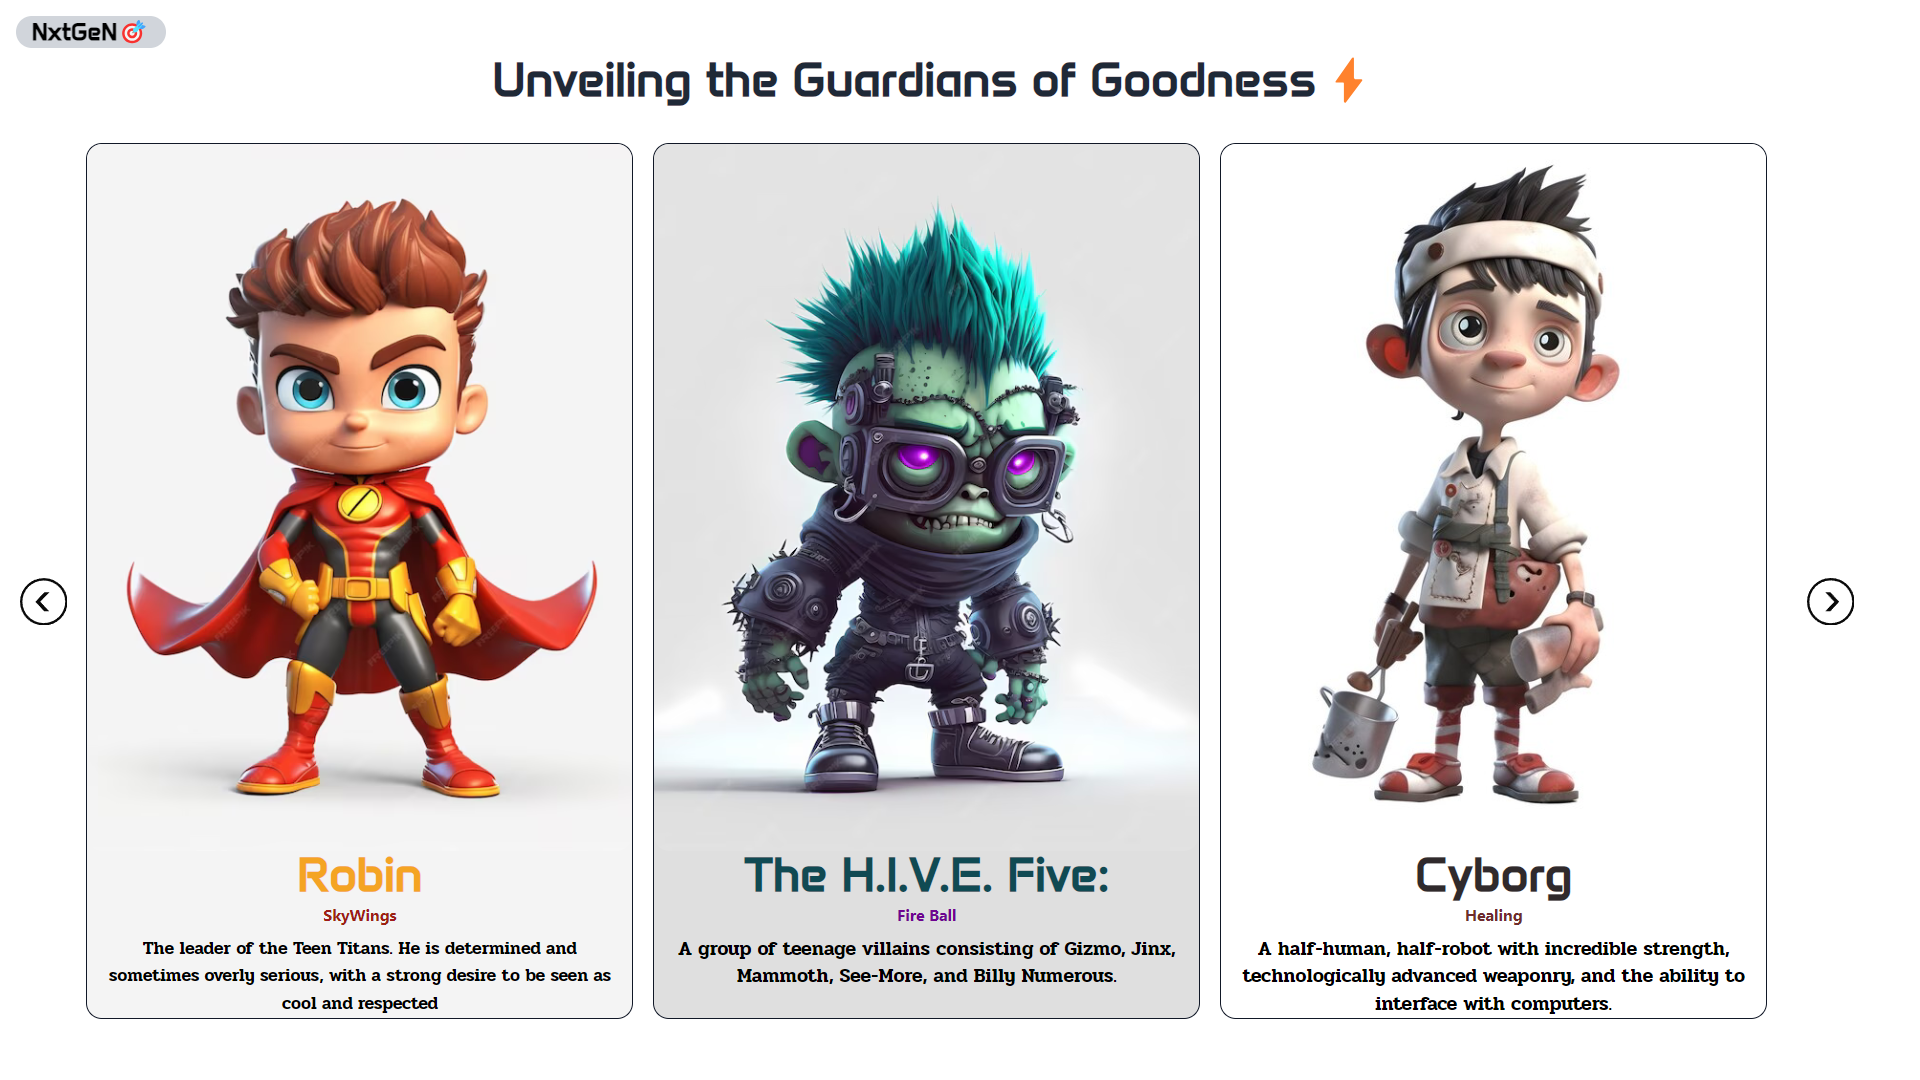 NxtGeN
Unveiling the Guardians of Goodness
Robin
SkyWings
The leader of the Teen Titans. He is determined and
sometimes overly serious, with a strong desire to be seen as
cool and respected
The H.I.V.E. Five:
Fire Ball
A group of teenage villains consisting of Gizmo, Jinx,
Mammoth, See-More, and Billy Numerous.
Cyborg
Healing
A half-human, half-robot with incredible strength,
technologically advanced weaponry, and the ability to
interface with computers.